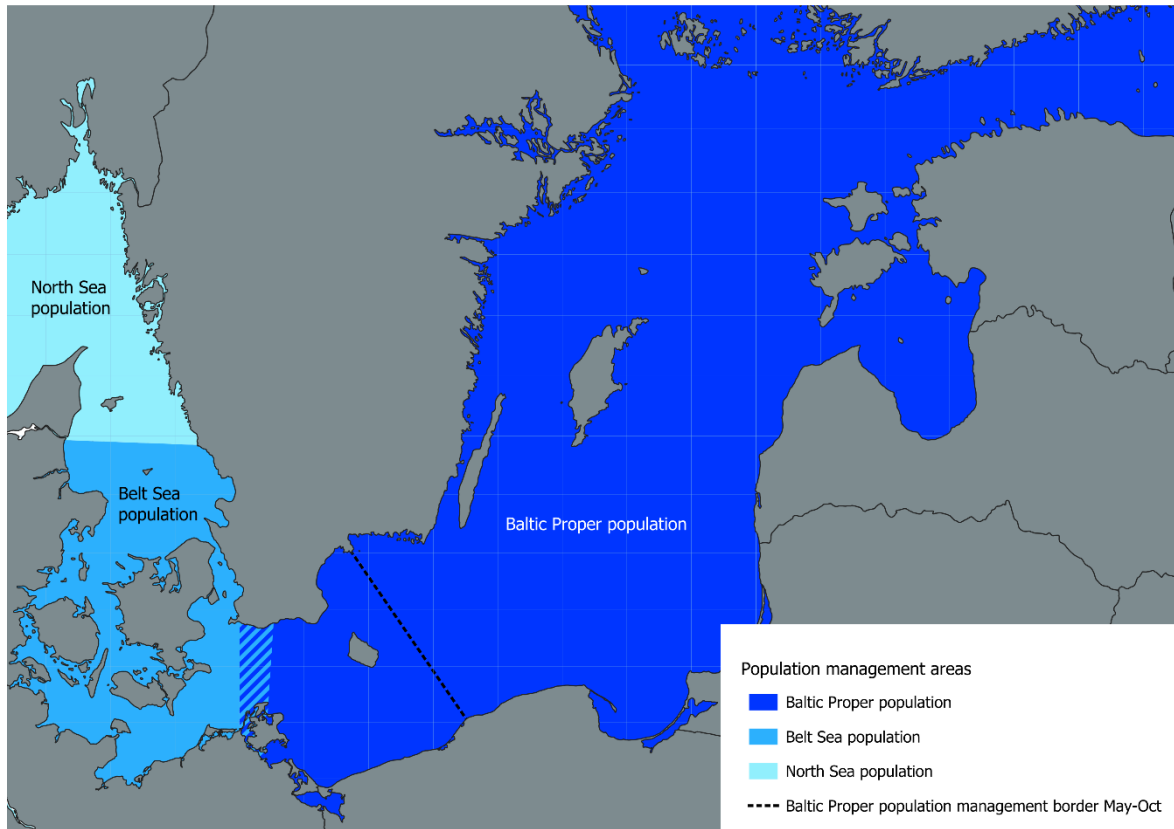 North Sea
population
Belt Sea
population
Baltic Proper population
Population management areas
Baltic Proper population
Belt Sea population
North Sea population
Baltic Proper population management border May-Oct